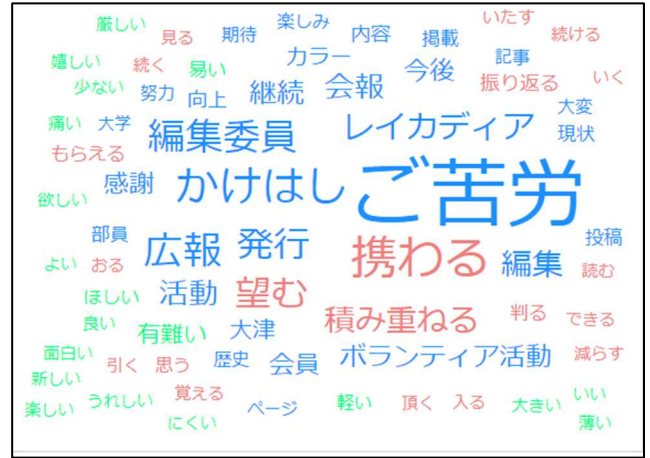 厳しい 見る 期待 楽しみ 内容 掲載 いたす 続ける
嬉しい 続く 易い カラー 今後 記事 振り返る いく
少ない 努力 向上 継続 会報 大変
痛い 大学 編集委員 レイカディア 現状
もらえる
欲しい 感謝 かけはし ご苦労
部員 広報 発行 携わる 編集 投稿
よい おる 読む
ほしい 活動 望む 積み重ねる 判る できる
良い 有難い 大津
面白い 引く 思う 歴史 会員 ボランティア活動 減らす
新しい
楽しい うれしい 覚える ページ 軽い 頂く 入る 大きい いい
にくい 薄い